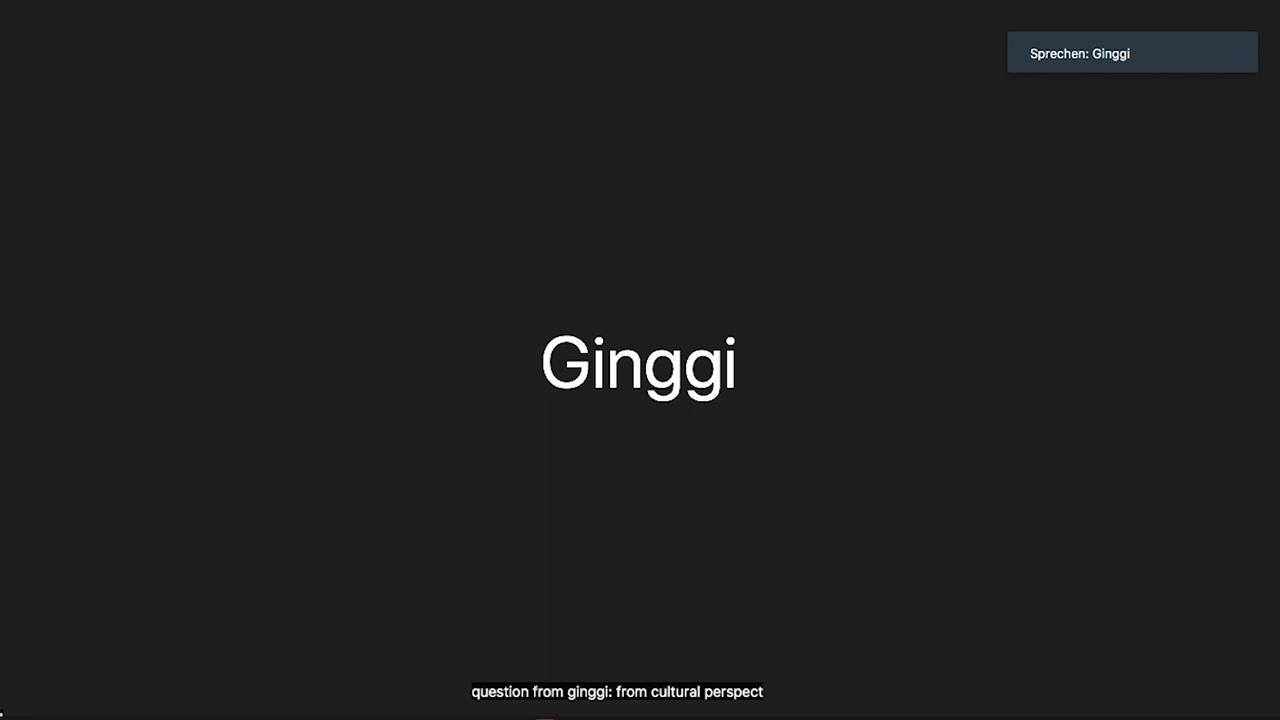 Sprechen: Ginggi
Ginggi
question from ginggi: from cultural perspect